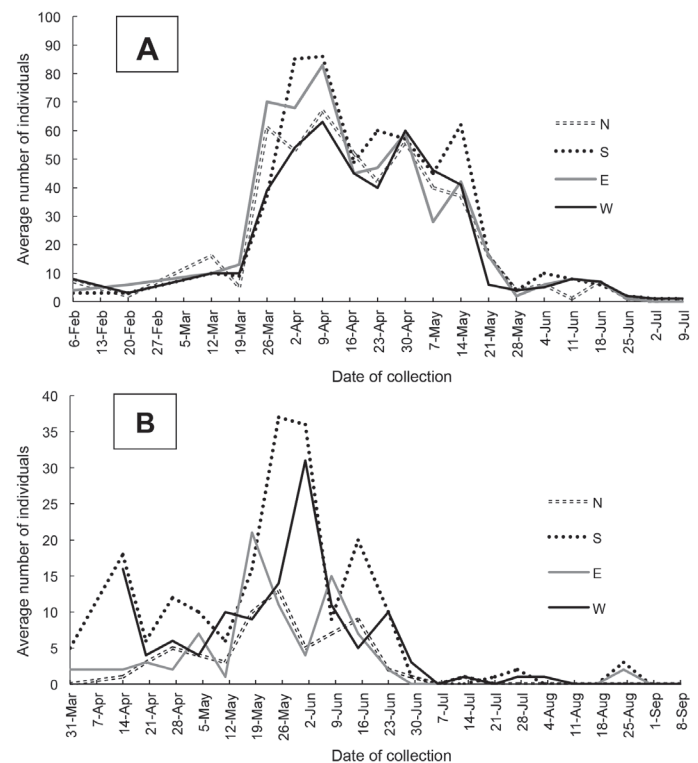 A
Average number of individuals
100
90
80
70
60
50
40
30
20
10
0
N
S
E
W
6-Feb
13-Feb
20-Feb
27-Feb
5-Mar
12-Mar
19-Mar
26-Mar
2-Apr
9-Apr
16-Apr
23-Apr
30-Apr
7-May
14-May
21-May
28-May
4-Jun
11-Jun
18-Jun
25-Jun
2-Jul
9-Jul
Date of collection
B
Average number of individuals
40
35
30
25
20
15
10
5
0
N
S
E
W
31-Mar
7-Apr
14-Apr
21-Apr
28-Apr
5-May
12-May
19-May
26-May
2-Jun
9-Jun
16-Jun
23-Jun
30-Jun
7-Jul
14-Jul
21-Jul
28-Jul
4-Aug
11-Aug
18-Aug
25-Aug
1-Sep
8-Sep
Date of collection